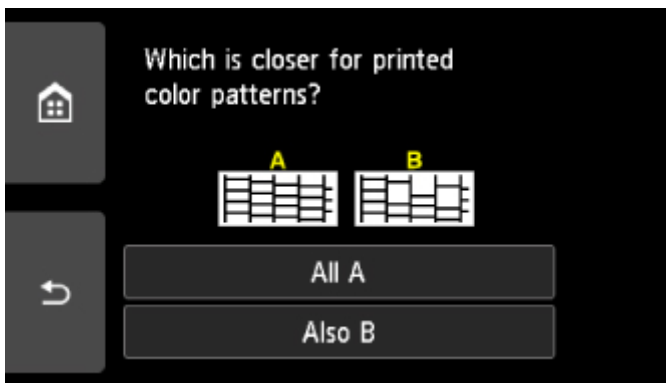 Which is closer for printed
color patterns?
A B
All A
Also B